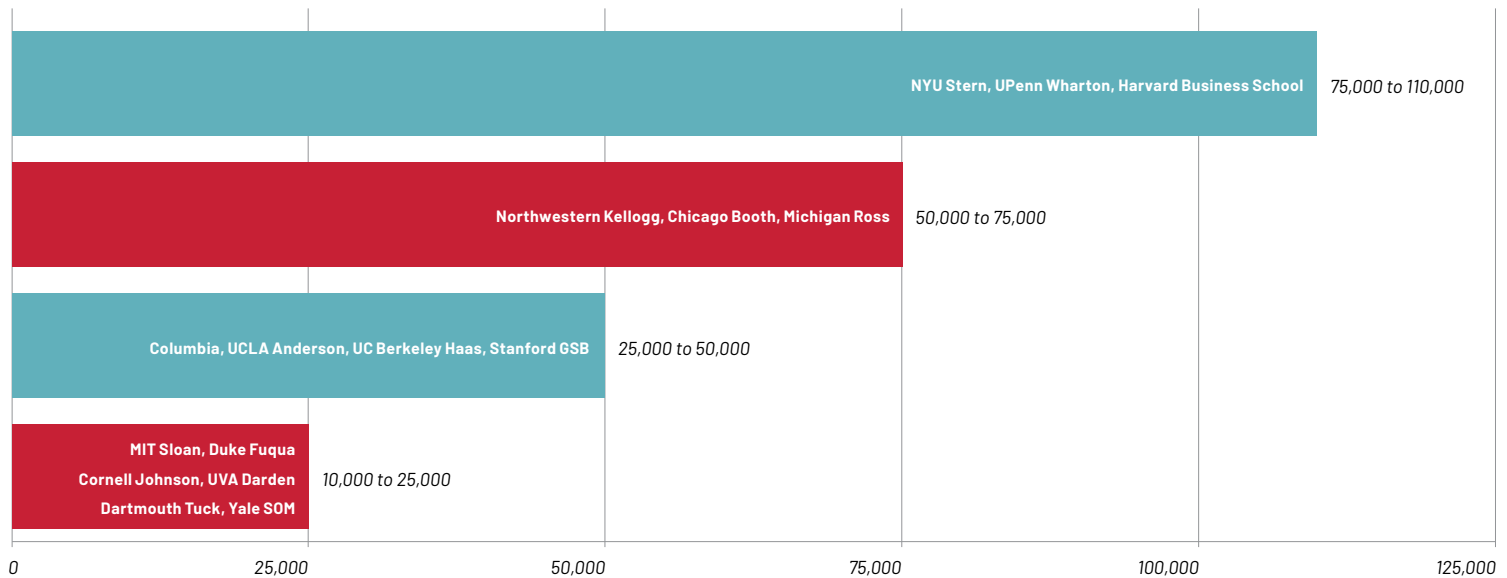 NYU Stern, UPenn Wharton, Harvard Business School
75,000 to 110,000
Northwestern Kellogg, Chicago Booth, Michigan Ross
50,000 to 75,000
Columbia, UCLA Anderson, UC Berkeley Haas, Stanford GSB
25,000 to 50,000
MIT Sloan, Duke Fuqua
Cornell Johnson, UVA Darden
Dartmouth Tuck, Yale SOM
10,000 to 25,000
0 25,000 50,000 75,000 100,000 125,000